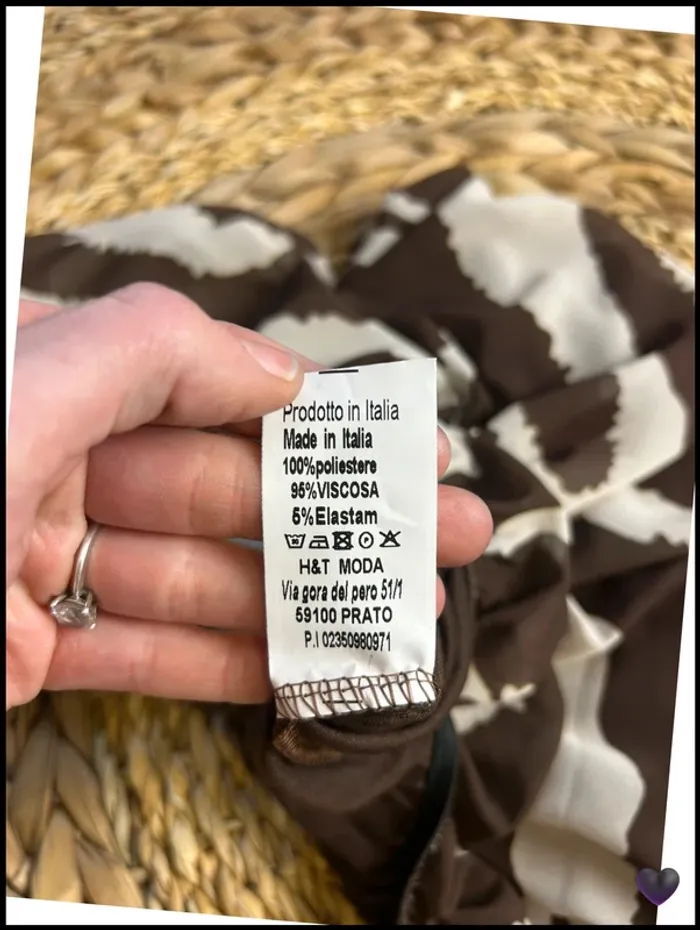 Prodotto in Italia
Made in Italia
100%poliestere
95%VISCOSA
5%Elastam
H&T MODA
Via gora del pero 51/1
59100 PRATO
P.I 02350980971